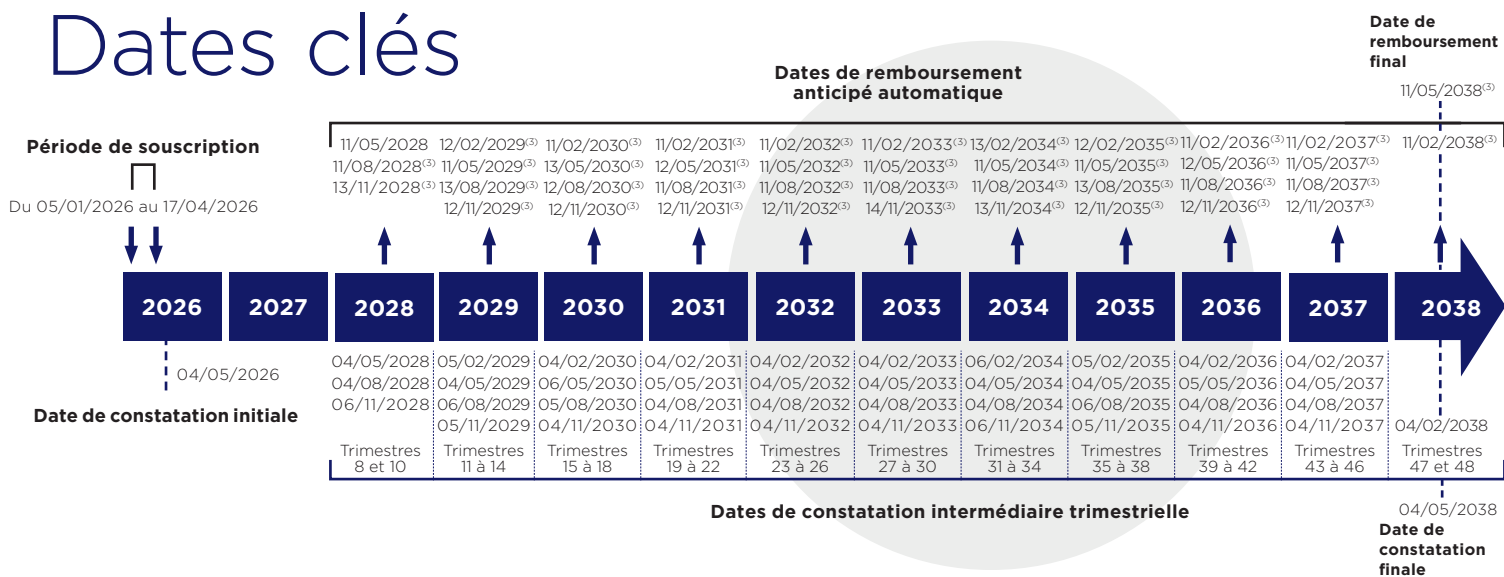 Dates clés
Date de
remboursement
final
11/05/2038(3)
Dates de remboursement
anticipé automatique
Période de souscription
Du 05/01/2026 au 17/04/2026
11/05/2028 12/02/2029(3) 11/02/2030(3) 11/02/2031(3) 11/02/2032(3) 11/02/2033(3) 13/02/2034(3) 12/02/2035(3) 11/02/2036(3) 11/02/2037(3) 11/02/2038(3)
11/08/2028(3) 11/05/2029(3) 13/05/2030(3) 12/05/2031(3) 11/05/2032(3) 11/05/2033(3) 11/05/2034(3) 11/05/2035(3) 12/05/2036(3) 11/05/2037(3)
13/11/2028(3) 13/08/2029(3) 12/08/2030(3) 11/08/2031(3) 11/08/2032(3) 11/08/2033(3) 11/08/2034(3) 13/08/2035(3) 11/08/2036(3) 11/08/2037(3)
12/11/2029(3) 12/11/2030(3) 12/11/2031(3) 12/11/2032(3) 14/11/2033(3) 13/11/2034(3) 12/11/2035(3) 12/11/2036(3) 12/11/2037(3)
2026 2027 2028 2029 2030 2031 2032 2033 2034 2035 2036 2037 2038
04/05/2026
Date de constatation initiale
04/05/2028 05/02/2029 04/02/2030 04/02/2031 04/02/2032 04/02/2033 06/02/2034 05/02/2035 04/02/2036 04/02/2037
04/08/2028 04/05/2029 06/05/2030 05/05/2031 04/05/2032 04/05/2033 04/05/2034 04/05/2035 05/05/2036 04/05/2037
06/11/2028 06/08/2029 05/08/2030 04/08/2031 04/08/2032 04/08/2033 04/08/2034 06/08/2035 04/08/2036 04/08/2037
05/11/2029 04/11/2030 04/11/2031 04/11/2032 04/11/2033 06/11/2034 05/11/2035 04/11/2036 04/11/2037 04/02/2038
Trimestres Trimestres Trimestres Trimestres Trimestres Trimestres Trimestres Trimestres Trimestres Trimestres Trimestres
8 et 10 11 à 14 15 à 18 19 à 22 23 à 26 27 à 30 31 à 34 35 à 38 39 à 42 43 à 46 47 et 48
Dates de constatation intermédiaire trimestrielle
04/05/2038
Date de
constatation
finale